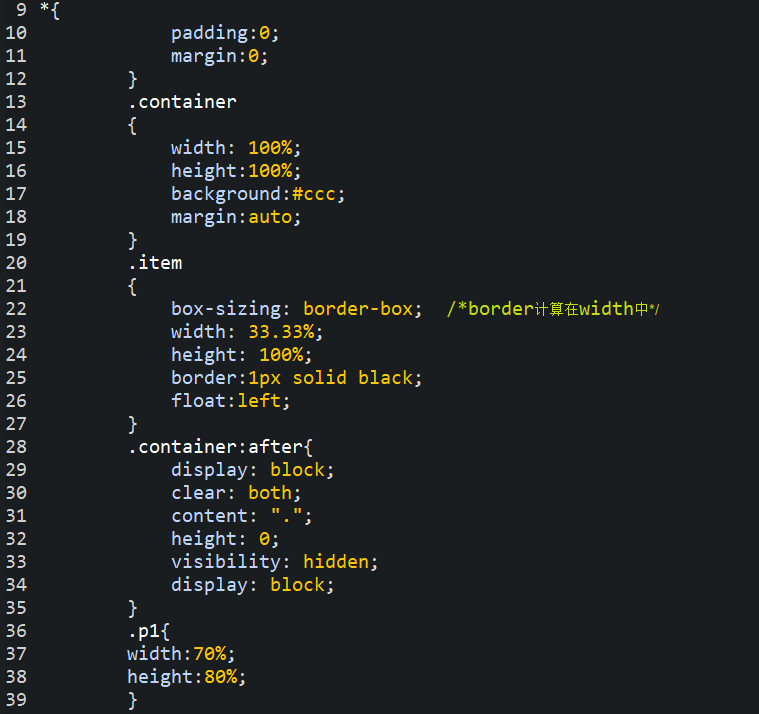 9 *{
10 padding:0;
11 margin:0;
12 }
13 .container
14 {
15 width: 100%;
16 height:100%;
17 background:#ccc;
18 margin:auto;
19 }
20 .item
21 {
22 box-sizing: border-box; /*border计算在width中*/
23 width: 33.33%;
24 height: 100%;
25 border:1px solid black;
26 float:left;
27 }
28 .container:after{
29 display: block;
30 clear: both;
31 content: ".";
32 height: 0;
33 visibility: hidden;
34 display: block;
35 }
36 .p1{
37 width:70%;
38 height:80%;
39 }